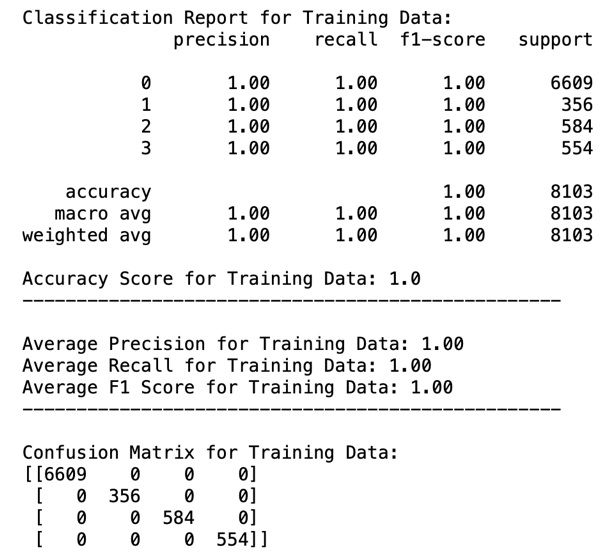 Classification Report for Training Data:
              precision    recall  f1-score   support

           0       1.00      1.00      1.00      6609
           1       1.00      1.00      1.00       356
           2       1.00      1.00      1.00       584
           3       1.00      1.00      1.00       554

    accuracy                           1.00      8103
   macro avg       1.00      1.00      1.00      8103
weighted avg       1.00      1.00      1.00      8103

Accuracy Score for Training Data: 1.0
--------------------------------------------------

Average Precision for Training Data: 1.00
Average Recall for Training Data: 1.00
Average F1 Score for Training Data: 1.00
--------------------------------------------------

Confusion Matrix for Training Data:
[[6609    0    0    0]
 [   0  356    0    0]
 [   0    0  584    0]
 [   0    0    0  554]]